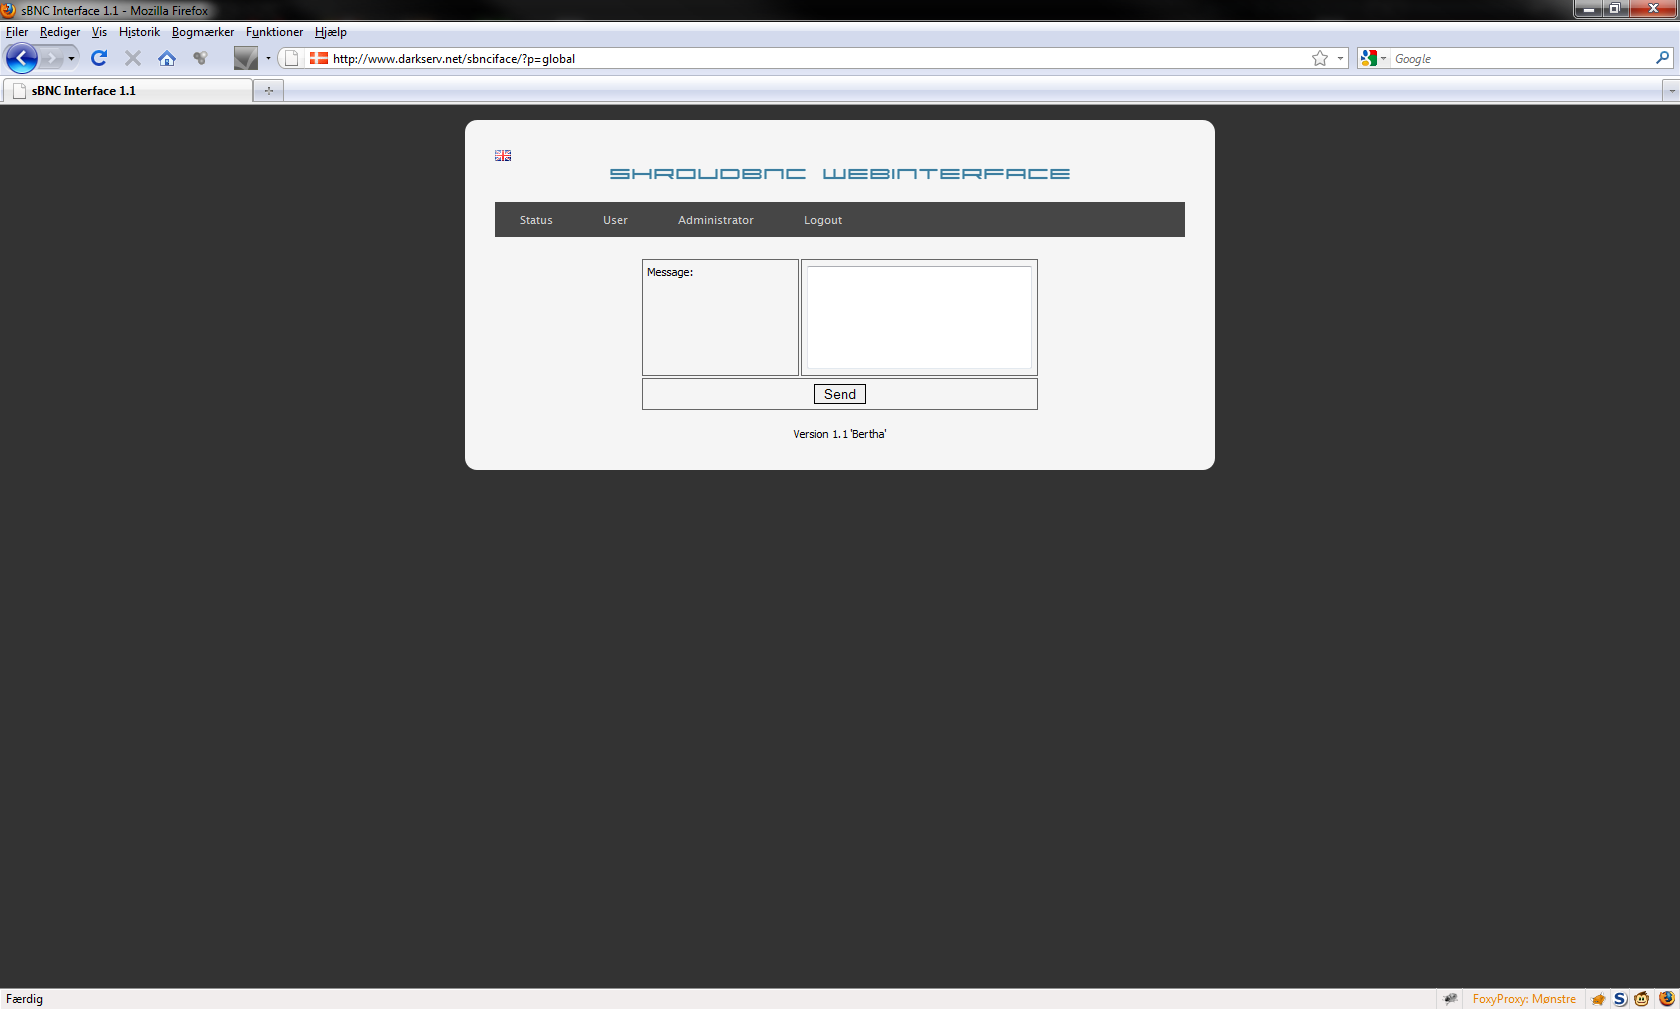 sBNC Interface 1.1 - Mozilla Firefox
Filer Rediger Vis Historik Bogmærker Funktioner Hjælp
http://www.darkserv.net/sbnciface/?p=global
Google
sBNC Interface 1.1
SHROUDBNC WEBINTERFACE
Status User Administrator Logout
Message:
Send
Version 1.1 'Bertha'
Færdig
FoxyProxy: Mønstre